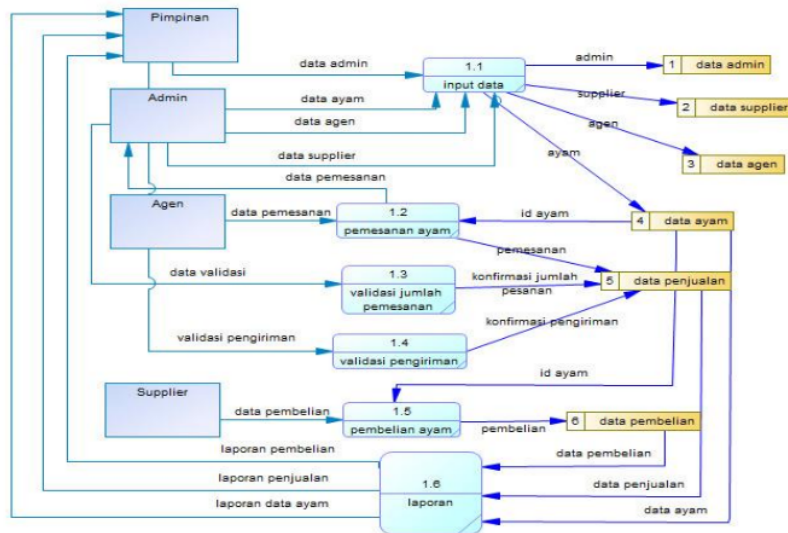 Pimpinan
1.1
input data
admin
1 data admin
data admin
supplier
2 data supplier
Admin
data ayam
data agen
agen
3 data agen
data supplier
ayam
data pemesanan
Agen
data pemesanan
1.2
pemesanan ayam
id ayam
4 data ayam
pemesanan
data validasi
1.3
validasi jumlah
pemesanan
konfirmasi jumlah
pesanan
5 data penjualan
validasi pengiriman
1.4
validasi pengiriman
konfirmasi pengiriman
id ayam
Supplier
data pembelian
1.5
pembelian ayam
pembelian
6 data pembelian
laporan pembelian
data pembelian
laporan penjualan
1.6
laporan
data penjualan
laporan data ayam
data ayam